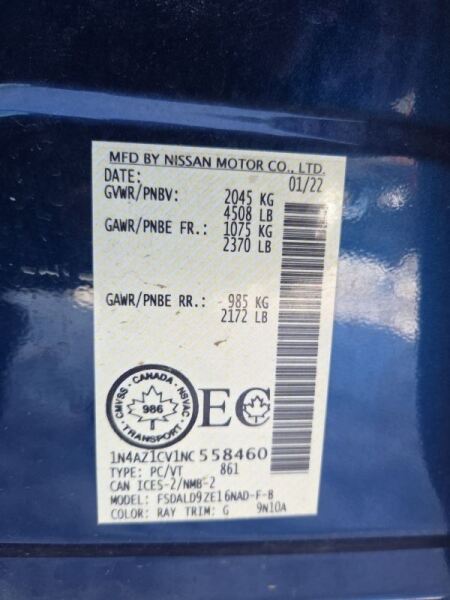 MFD BY NISSAN MOTOR CO., LTD.
DATE: 01/22
GVWR/PNBV: 2045 KG
4508 LB
GAWR/PNBE FR.: 1075 KG
2370 LB
GAWR/PNBE RR.: 985 KG
2172 LB
CMVSS · CANADA · NSVAC · TRANSPORT ·
986
EC
1N4AZ1CV1NC 558460
TYPE: PC/VT 861
CAN ICES-2/NMB-2
MODEL: FSDALD9ZE16NAD-F-B
COLOR: RAY TRIM: G 9N10A